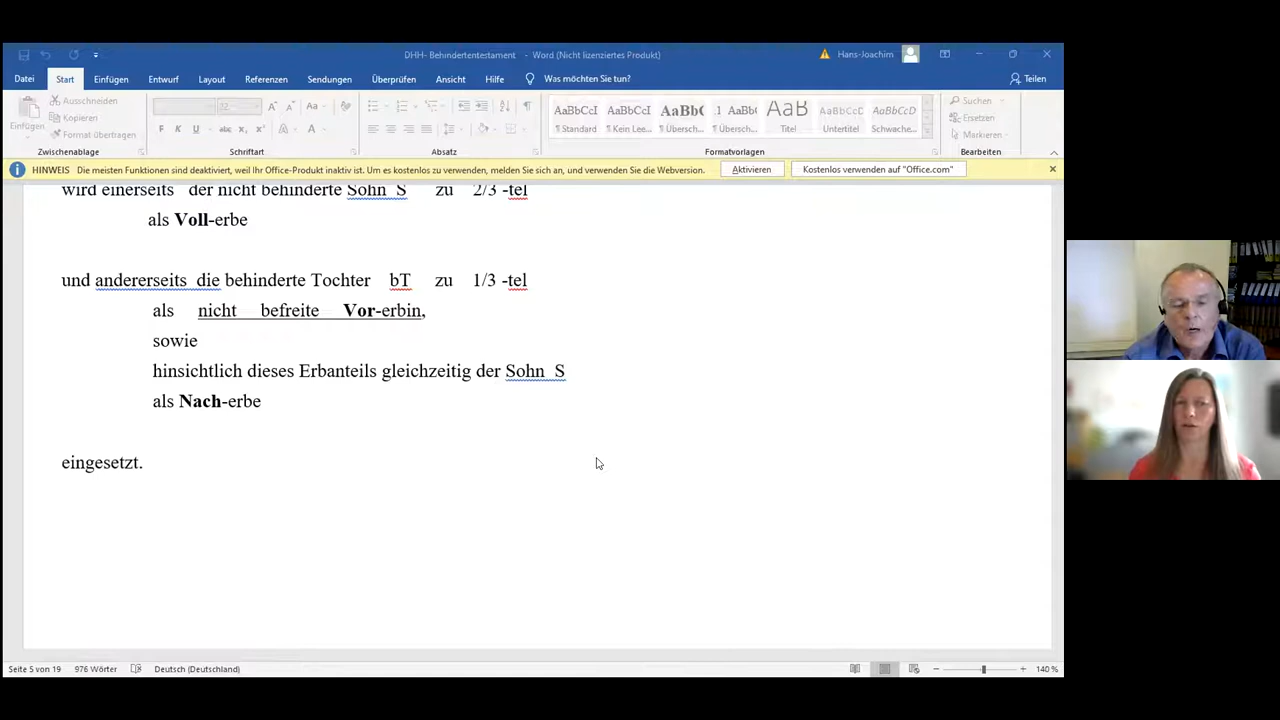 DHH- Behindertentestament - Word (Nicht lizenziertes Produkt)
Hans-Joachim
Datei Start Einfügen Entwurf Layout Referenzen Sendungen Überprüfen Ansicht Hilfe Was möchten Sie tun? Teilen
Einfügen
Ausschneiden
Kopieren
Format übertragen
Zwischenablage
12
F K U abc x₂ x²
Schriftart
Absatz
AaBbCcI AaBbCcI AaBb( .1 AaBb( AaB AaBbCcC AaBbCcD
¶ Standard ¶ Kein Lee... ¶ Übersch... ¶ Übersch... Titel Untertitel Schwache...
Formatvorlagen
Suchen
Ersetzen
Markieren
Bearbeiten
HINWEIS Die meisten Funktionen sind deaktiviert, weil Ihr Office-Produkt inaktiv ist. Um es kostenlos zu verwenden, melden Sie sich an, und verwenden Sie die Webversion. Aktivieren Kostenlos verwenden auf "Office.com"
wird einerseits der nicht behinderte Sohn S zu 2/3 -tel
als Voll-erbe
und andererseits die behinderte Tochter bT zu 1/3 -tel
als nicht befreite Vor-erbin,
sowie
hinsichtlich dieses Erbanteils gleichzeitig der Sohn S
als Nach-erbe
eingesetzt.
Seite 5 von 19 976 Wörter Deutsch (Deutschland) 140 %